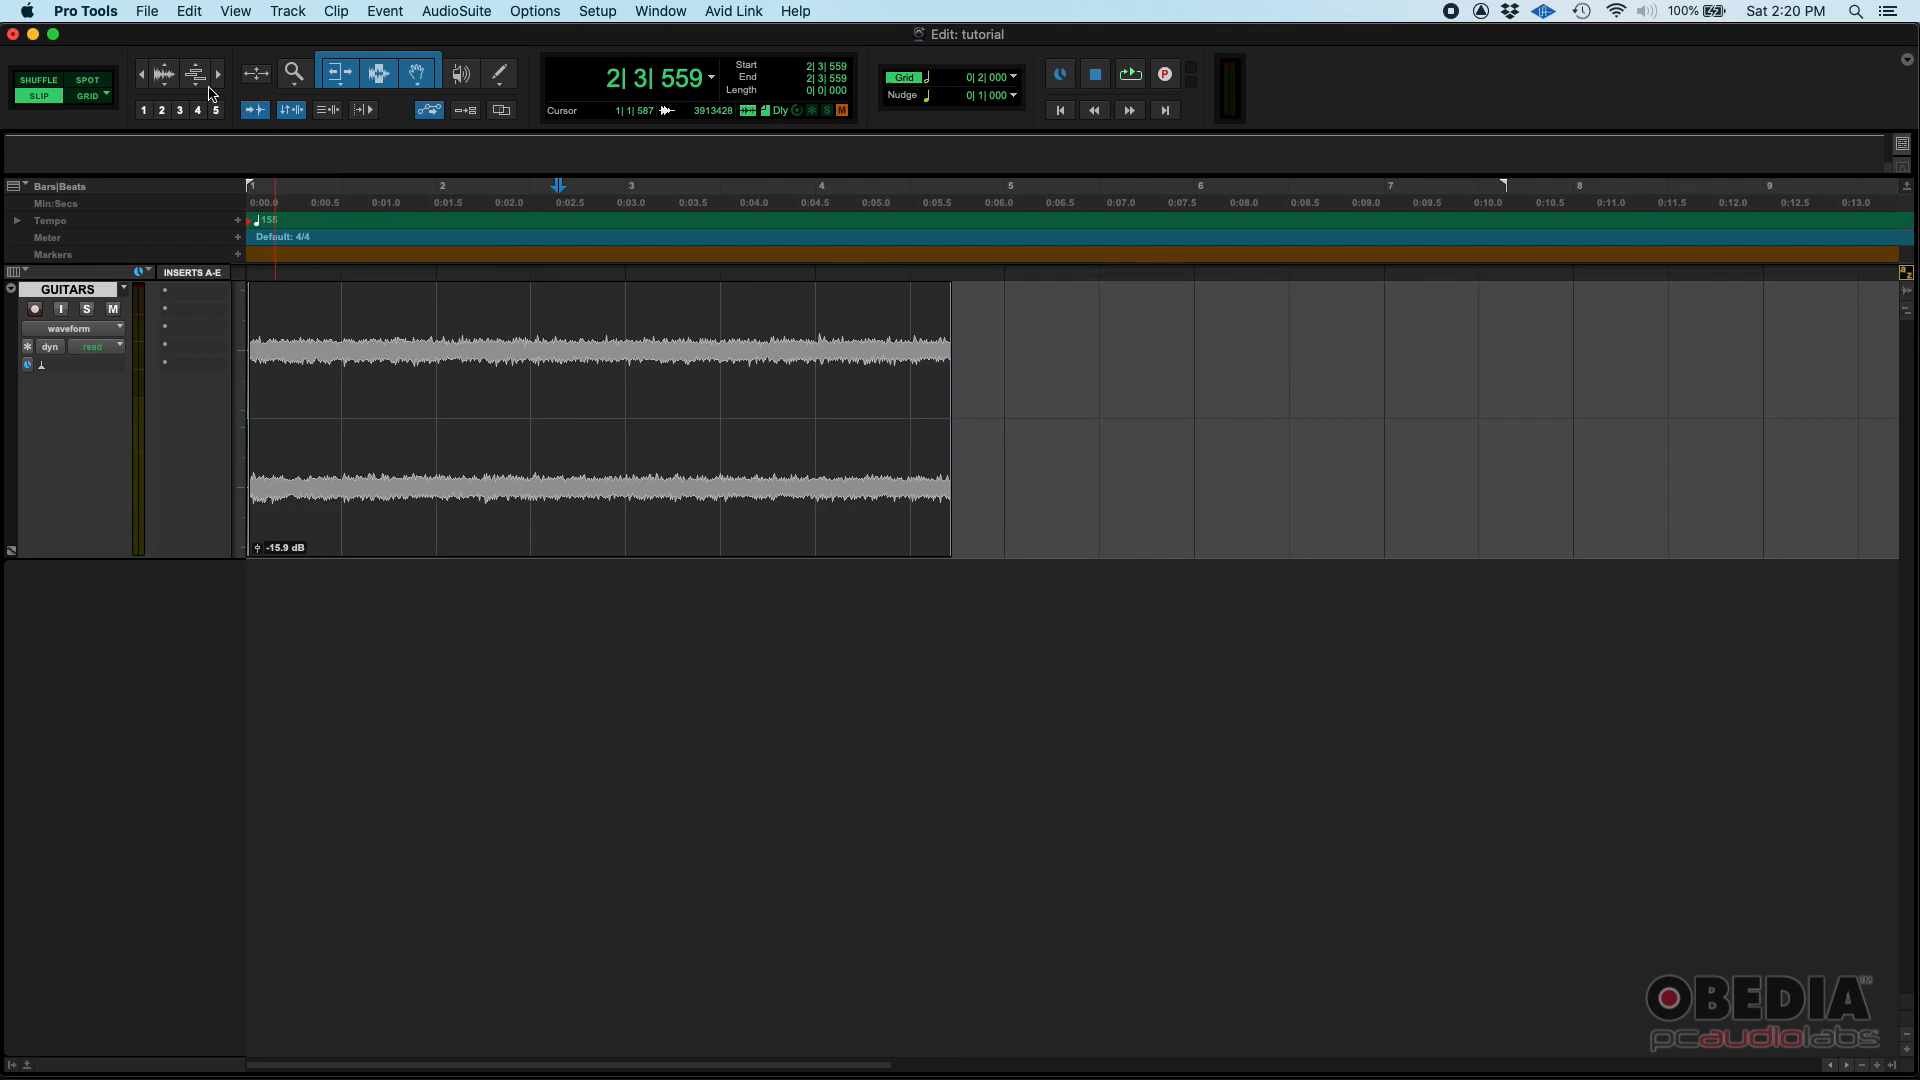 Pro Tools File Edit View Track Clip Event AudioSuite Options Setup Window Avid Link Help 100% Sat 2:20 PM
Edit: tutorial
SHUFFLE SPOT
SLIP GRID
1 2 3 4 5
2| 3| 559
Start 2| 3| 559
End 2| 3| 559
Length 0| 0| 000
Cursor 1| 1| 587 3913428 Dly S M
Grid 0| 2| 000
Nudge 0| 1| 000
P
Bars|Beats 1 2 3 4 5 6 7 8 9
Min:Secs 0:00.0 0:00.5 0:01.0 0:01.5 0:02.0 0:02.5 0:03.0 0:03.5 0:04.0 0:04.5 0:05.0 0:05.5 0:06.0 0:06.5 0:07.0 0:07.5 0:08.0 0:08.5 0:09.0 0:09.5 0:10.0 0:10.5 0:11.0 0:11.5 0:12.0 0:12.5 0:13.0
Tempo 155
Meter Default: 4/4
Markers
INSERTS A-E
a z
GUITARS
I S M
waveform
dyn read
-15.9 dB
OBEDIA™
pcaudiolabs